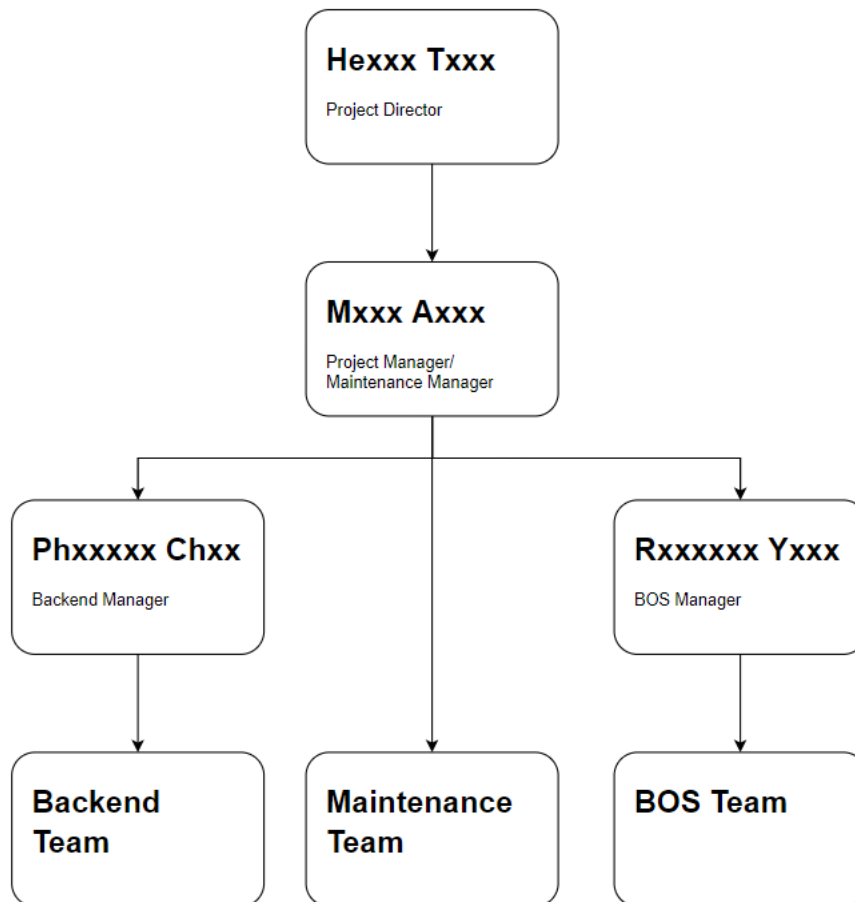 Hexxx Txxx
Project Director
Mxxx Axxx
Project Manager/
Maintenance Manager
Phxxxxx Chxx
Backend Manager
Rxxxxxx Yxxx
BOS Manager
Backend
Team
Maintenance
Team
BOS Team